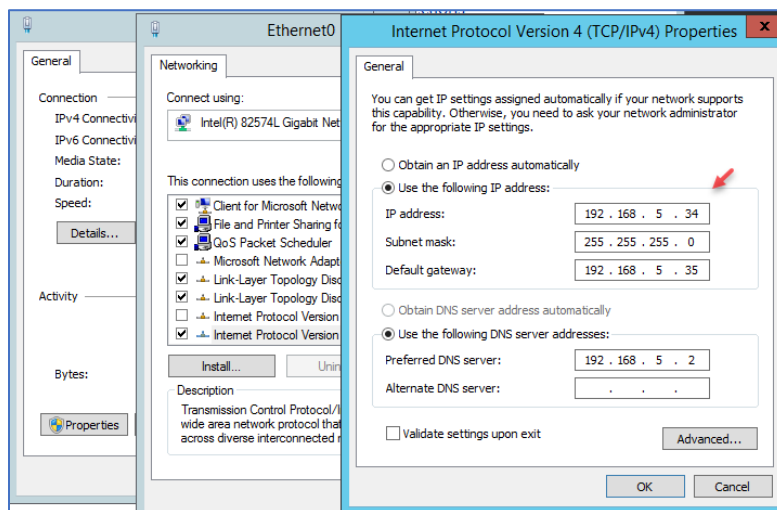 Ethernet0
Internet Protocol Version 4 (TCP/IPv4) Properties
x
General
Connection
IPv4 Connectivi
IPv6 Connectivi
Media State:
Duration:
Speed:
Details...
Activity
Bytes:
Properties
Networking
Connect using:
Intel(R) 82574L Gigabit Net
This connection uses the following
Client for Microsoft Netwo
File and Printer Sharing fo
QoS Packet Scheduler
Microsoft Network Adapt
Link-Layer Topology Disc
Link-Layer Topology Disc
Internet Protocol Version
Internet Protocol Version
Install...
Unin
Description
Transmission Control Protocol/I
wide area network protocol that
across diverse interconnected n
General
You can get IP settings assigned automatically if your network supports
this capability. Otherwise, you need to ask your network administrator
for the appropriate IP settings.
Obtain an IP address automatically
Use the following IP address:
IP address: 192 . 168 . 5 . 34
Subnet mask: 255 . 255 . 255 . 0
Default gateway: 192 . 168 . 5 . 35
Obtain DNS server address automatically
Use the following DNS server addresses:
Preferred DNS server: 192 . 168 . 5 . 2
Alternate DNS server: . . .
Validate settings upon exit
Advanced...
OK
Cancel